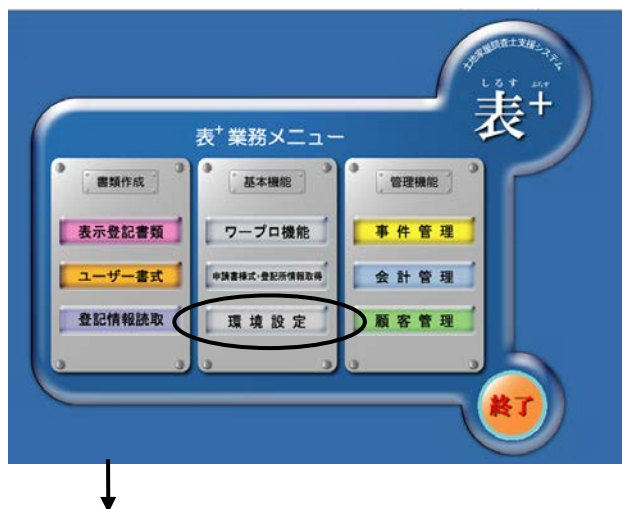 土地家屋調査士支援システム
しるす ぷらす
表+
表+ 業務メニュー
書類作成
表示登記書類
ユーザー書式
登記情報読取
基本機能
ワープロ機能
申請書様式・登記所情報取得
環境設定
管理機能
事件管理
会計管理
顧客管理
終了